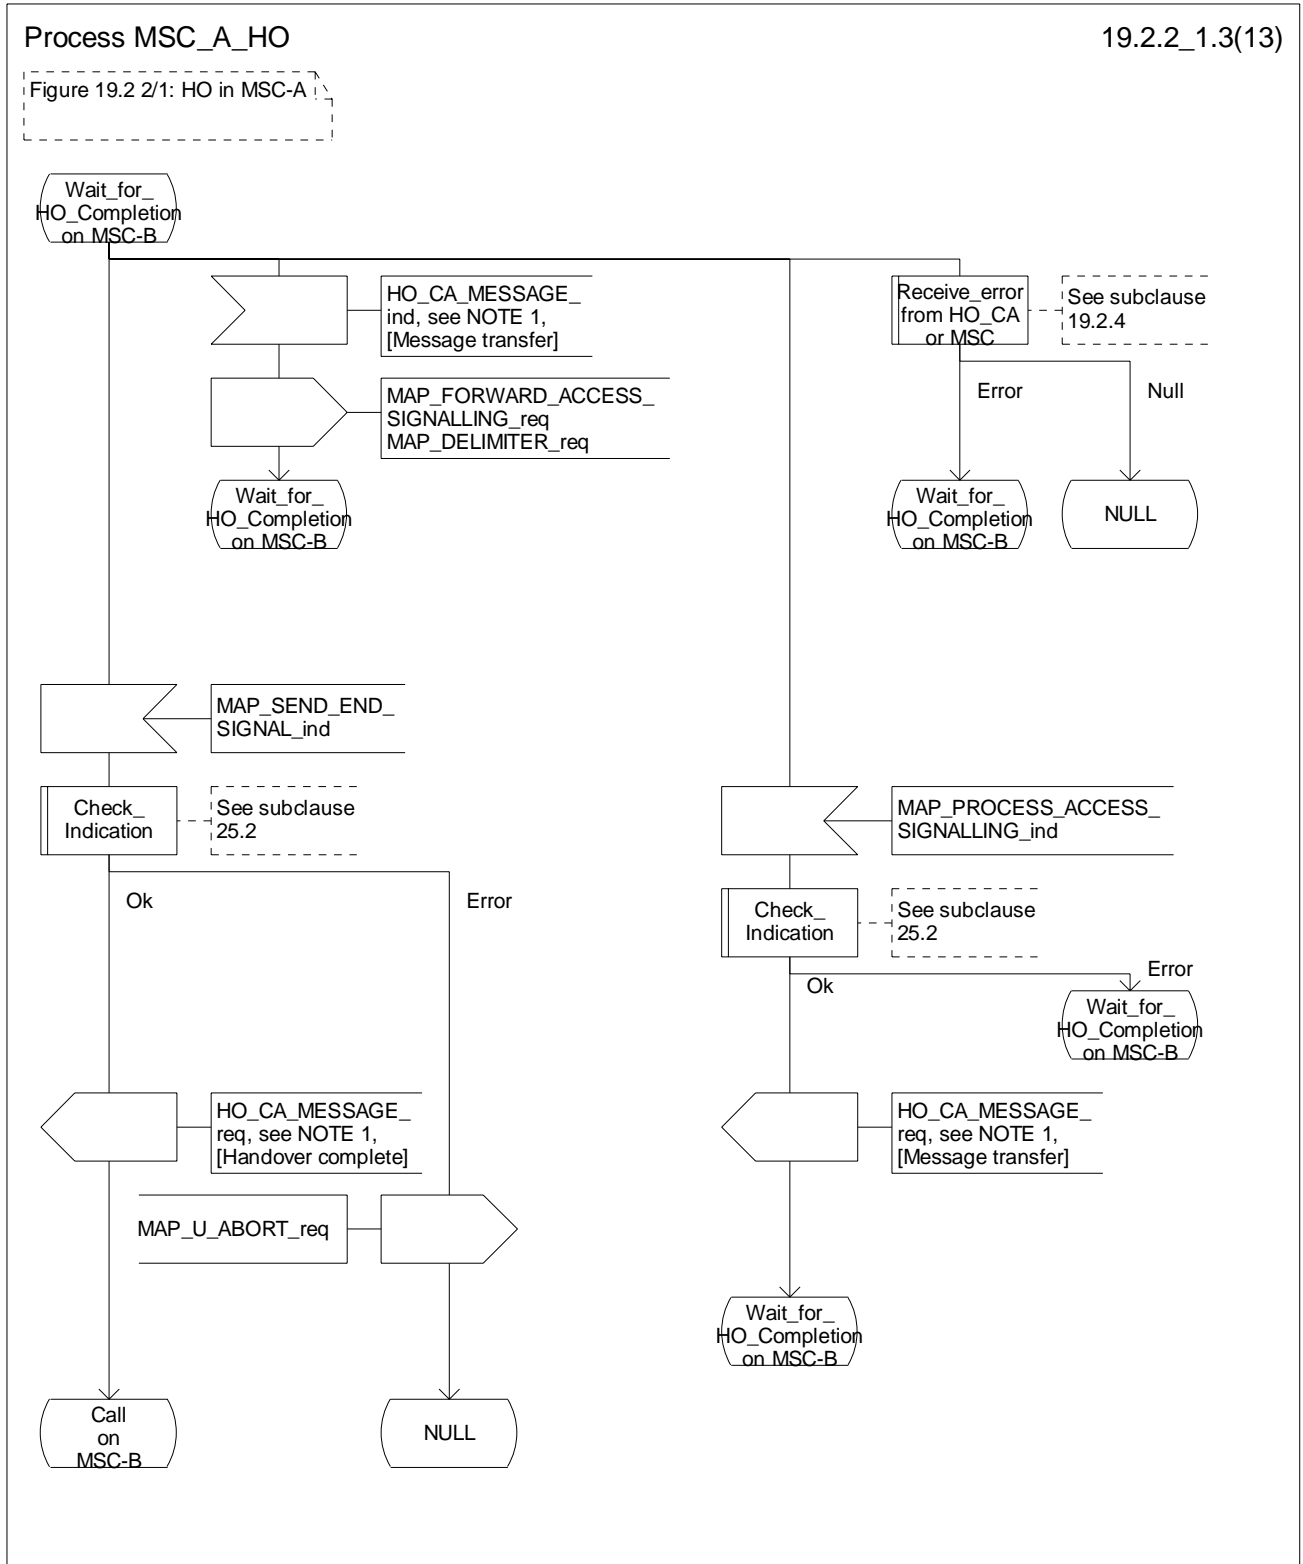 Process MSC_A_HO
19.2.2_1.3(13)
Figure 19.2 2/1: HO in MSC-A
Wait_for_
HO_Completion
on MSC-B
HO_CA_MESSAGE_
ind, see NOTE 1,
[Message transfer]
Receive_error
from HO_CA
or MSC
See subclause
19.2.4
MAP_FORWARD_ACCESS_
SIGNALLING_req
MAP_DELIMITER_req
Error
Null
Wait_for_
HO_Completion
on MSC-B
Wait_for_
HO_Completion
on MSC-B
NULL
MAP_SEND_END_
SIGNAL_ind
Check_
Indication
See subclause
25.2
MAP_PROCESS_ACCESS_
SIGNALLING_ind
Ok
Error
Check_
Indication
See subclause
25.2
Ok
Error
Wait_for_
HO_Completion
on MSC-B
HO_CA_MESSAGE_
req, see NOTE 1,
[Handover complete]
HO_CA_MESSAGE_
req, see NOTE 1,
[Message transfer]
MAP_U_ABORT_req
Wait_for_
HO_Completion
on MSC-B
Call
on
MSC-B
NULL